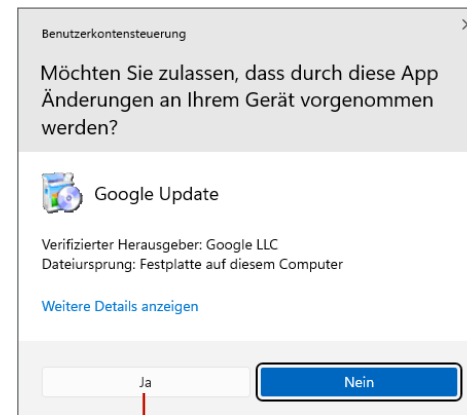 Benutzerkontensteuerung
Möchten Sie zulassen, dass durch diese App
Änderungen an Ihrem Gerät vorgenommen
werden?
Google Update
Verifizierter Herausgeber: Google LLC
Dateiursprung: Festplatte auf diesem Computer
Weitere Details anzeigen
Ja
Nein